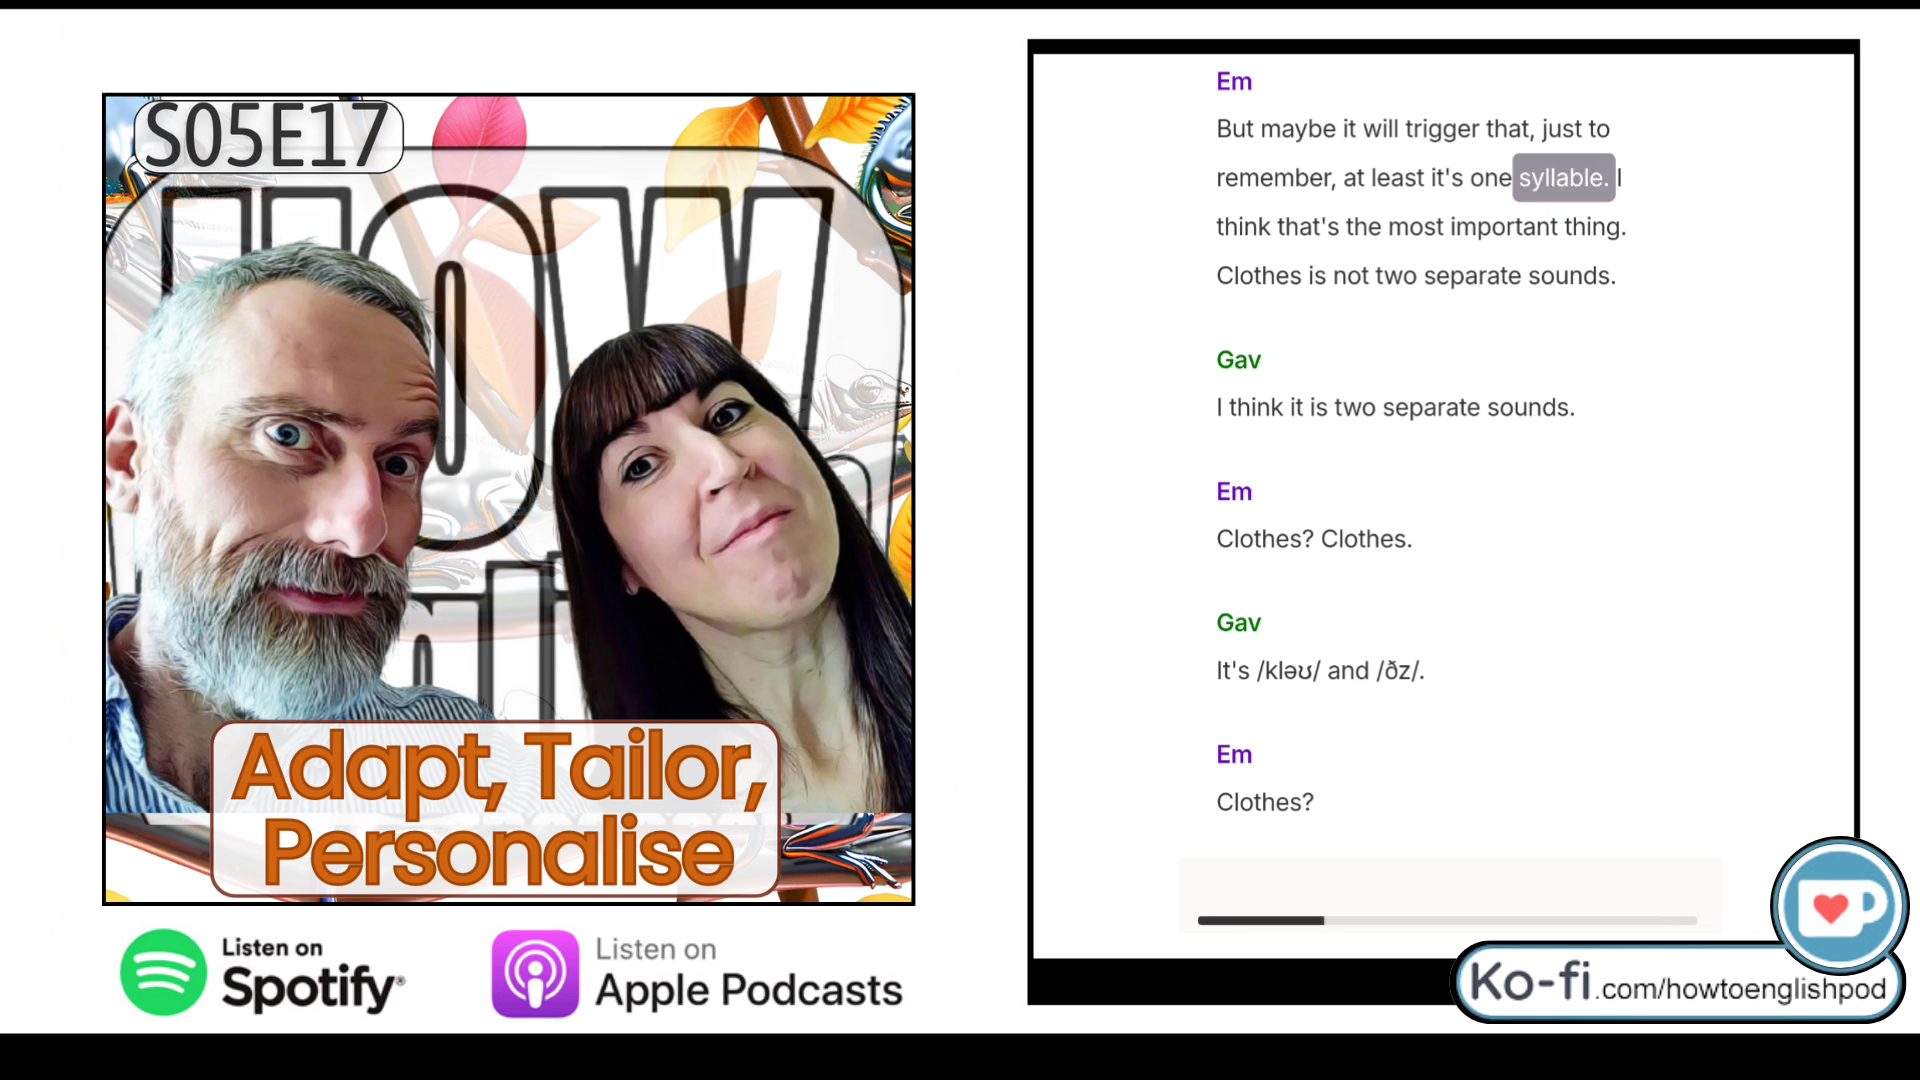 S05E17
HOW
Adapt, Tailor,
Personalise
Listen on
Spotify®
Listen on
Apple Podcasts
Em
But maybe it will trigger that, just to
remember, at least it's one syllable. I
think that's the most important thing.
Clothes is not two separate sounds.
Gav
I think it is two separate sounds.
Em
Clothes? Clothes.
Gav
It's /kləʊ/ and /ðz/.
Em
Clothes?
Ko-fi.com/howtoenglishpod